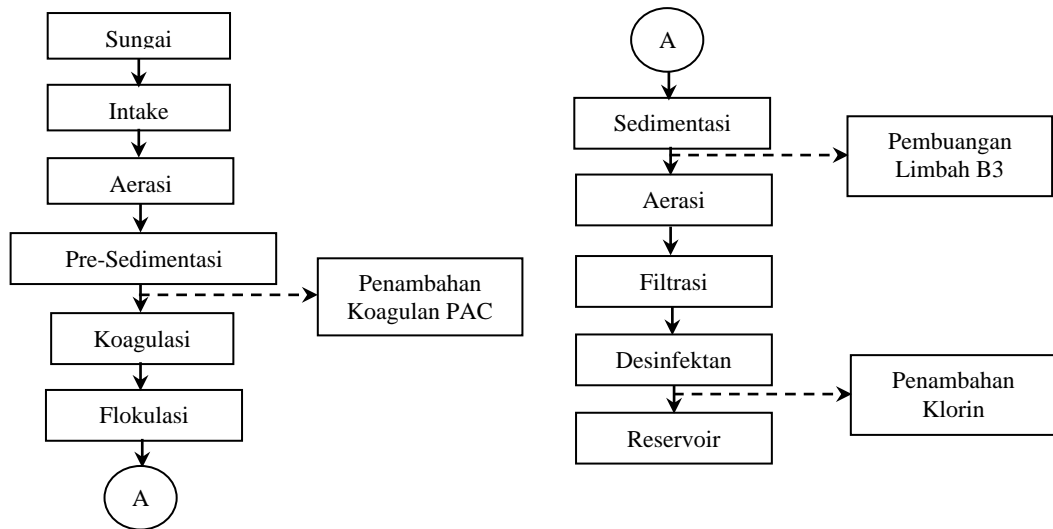 Sungai
Intake
Aerasi
Pre-Sedimentasi
Penambahan
Koagulan PAC
Koagulasi
Flokulasi
A
A
Sedimentasi
Pembuangan
Limbah B3
Aerasi
Filtrasi
Desinfektan
Penambahan
Klorin
Reservoir